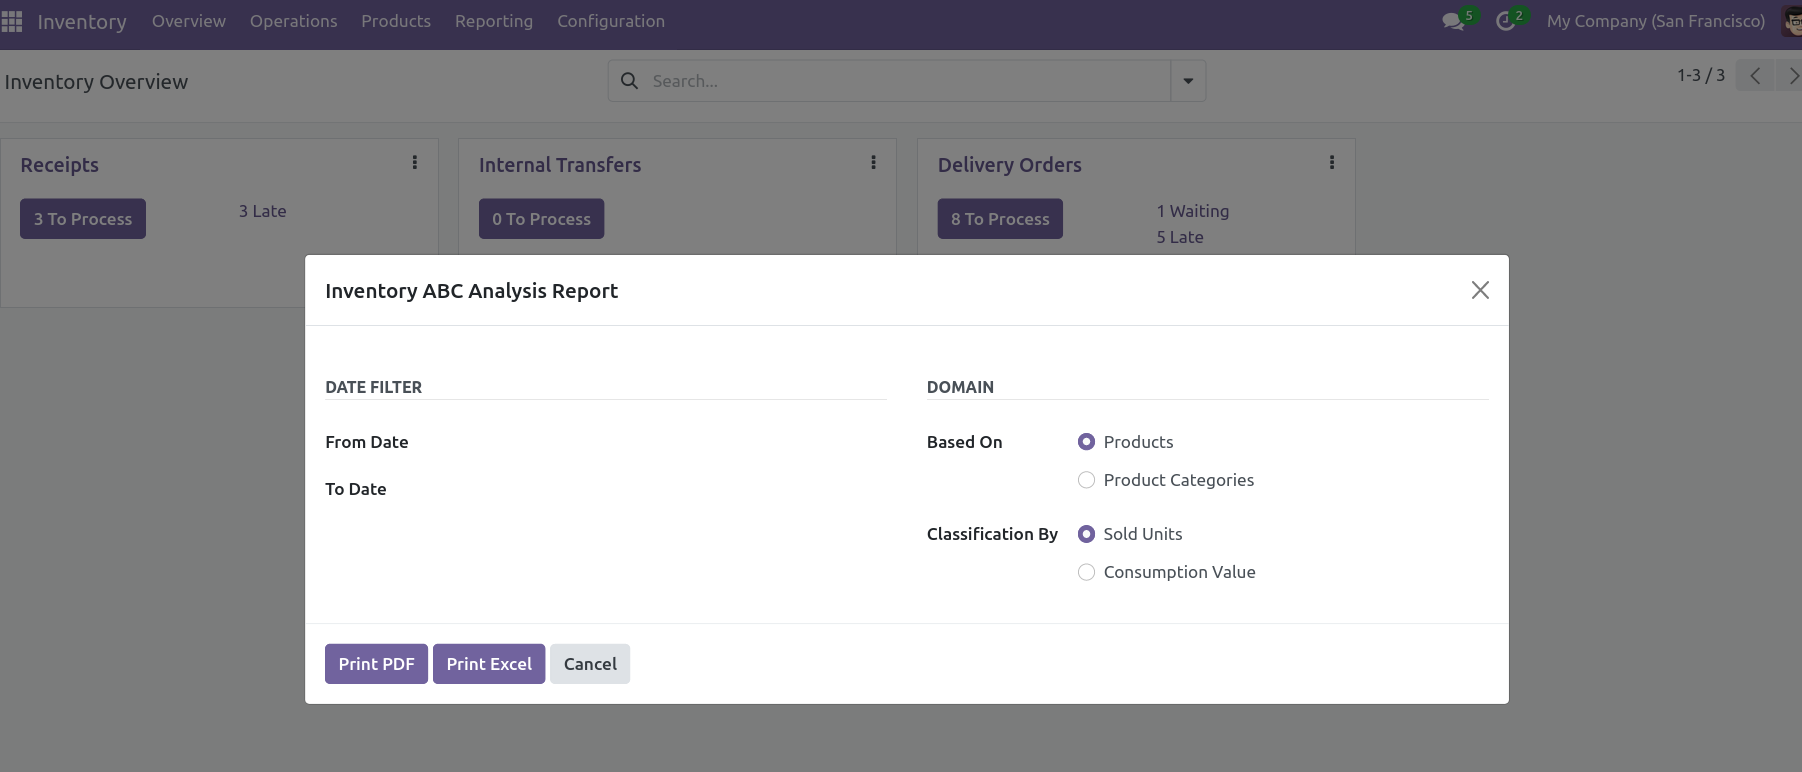 Inventory Overview Operations Products Reporting Configuration 5 2 My Company (San Francisco)
Inventory Overview Search... 1-3 / 3
Receipts Internal Transfers Delivery Orders
3 To Process 3 Late 0 To Process 8 To Process 1 Waiting
5 Late
Inventory ABC Analysis Report
DATE FILTER
From Date
To Date
DOMAIN
Based On Products
Product Categories
Classification By Sold Units
Consumption Value
Print PDF Print Excel Cancel